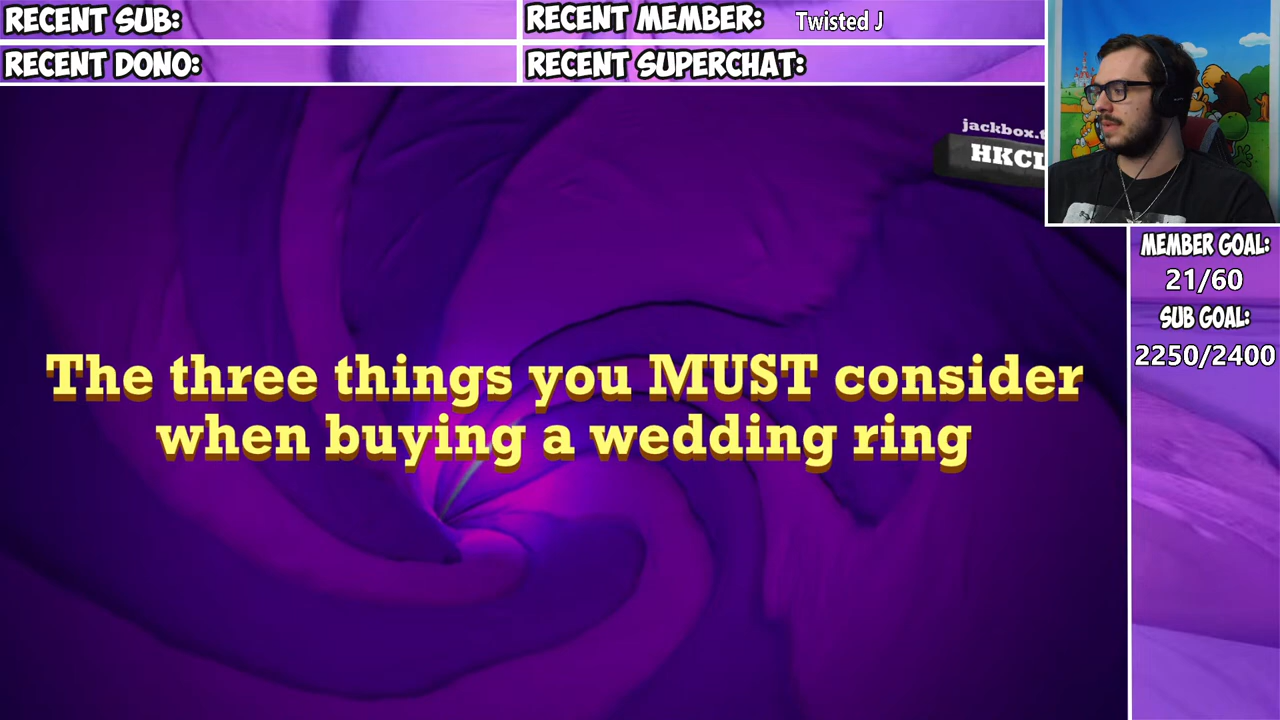 RECENT SUB:
RECENT MEMBER: Twisted J
RECENT DONO:
RECENT SUPERCHAT:
jackbox.t
HKCL
MEMBER GOAL:
21/60
SUB GOAL:
2250/2400
The three things you MUST consider
when buying a wedding ring